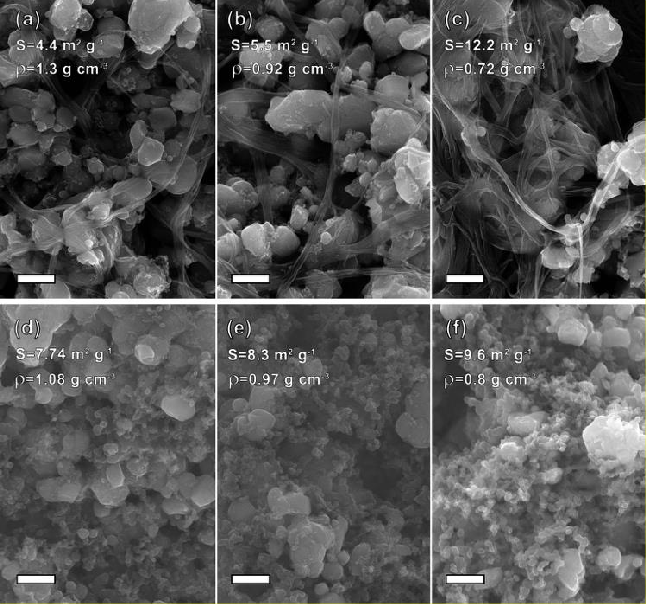 (a)
S=4.4 m² g⁻¹
ρ=1.3 g cm⁻³
(b)
S=5.5 m² g⁻¹
ρ=0.92 g cm⁻³
(c)
S=12.2 m² g⁻¹
ρ=0.72 g cm⁻³
(d)
S=7.74 m² g⁻¹
ρ=1.08 g cm⁻³
(e)
S=8.3 m² g⁻¹
ρ=0.97 g cm⁻³
(f)
S=9.6 m² g⁻¹
ρ=0.8 g cm⁻³